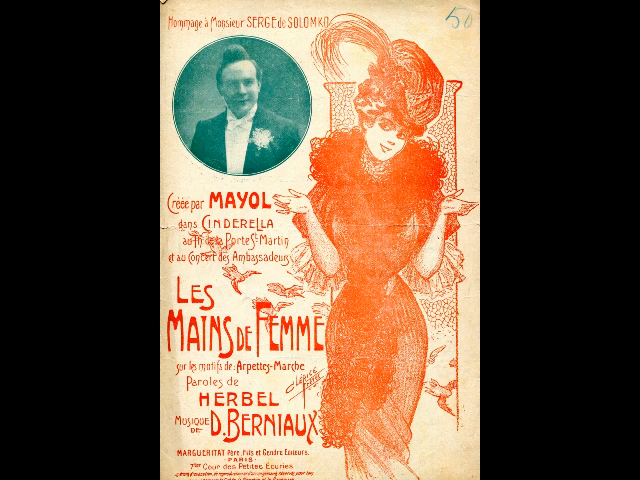 Hommage à Monsieur SERGE de SOLOMKO
50
Créée par MAYOL
dans CINDERELLA
au Th. de la Porte St Martin
et au Concert des Ambassadeurs
LES
MAINS DE FEMME
sur les motifs de: Arpettes-Marche
Paroles de
HERBEL
MUSIQUE DE D. BERNIAUX
MARGUERITAT Père, Fils et Gendre Editeurs.
PARIS
7ter Cour des Petites Ecuries